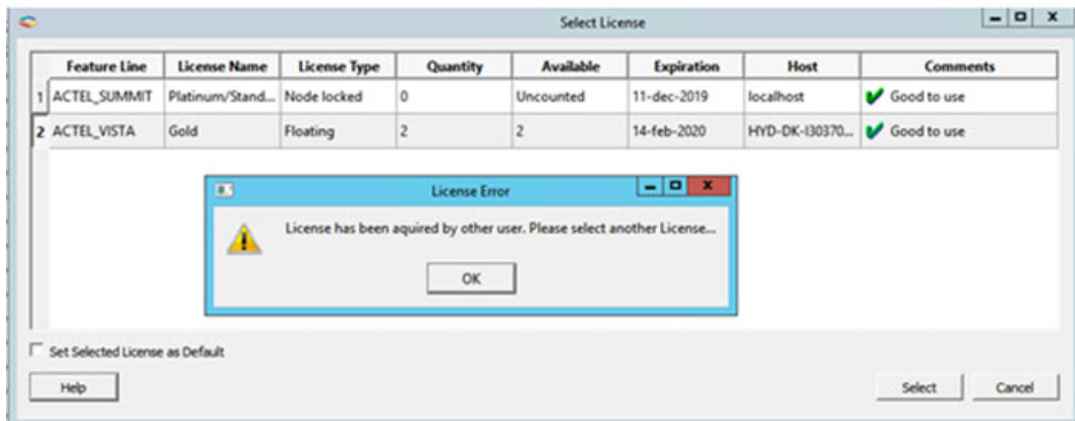 Select License
Feature Line License Name License Type Quantity Available Expiration Host Comments
1 ACTEL_SUMMIT Platinum/Stand... Node locked 0 Uncounted 11-dec-2019 localhost Good to use
2 ACTEL_VISTA Gold Floating 2 2 14-feb-2020 HYD-DK-I30370... Good to use
License Error
License has been aquired by other user. Please select another License...
OK
Set Selected License as Default
Help Select Cancel